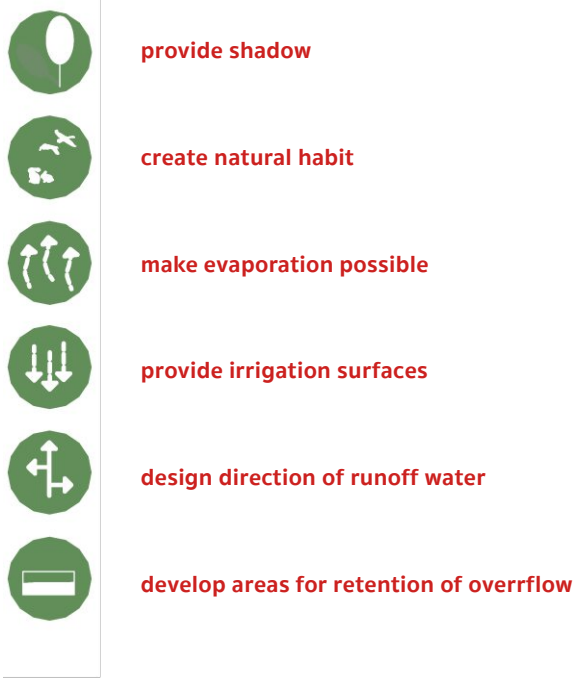 provide shadow
create natural habit
make evaporation possible
provide irrigation surfaces
design direction of runoff water
develop areas for retention of overrflow